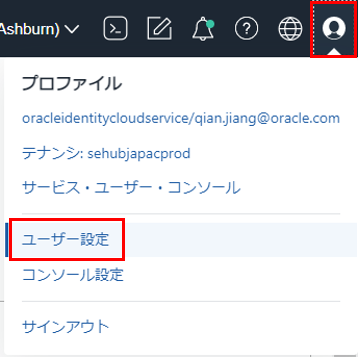 Ashburn)
プロファイル
oracleidentitycloudservice/qian.jiang@oracle.com
テナンシ: sehubjapacprod
サービス・ユーザー・コンソール
ユーザー設定
コンソール設定
サインアウト